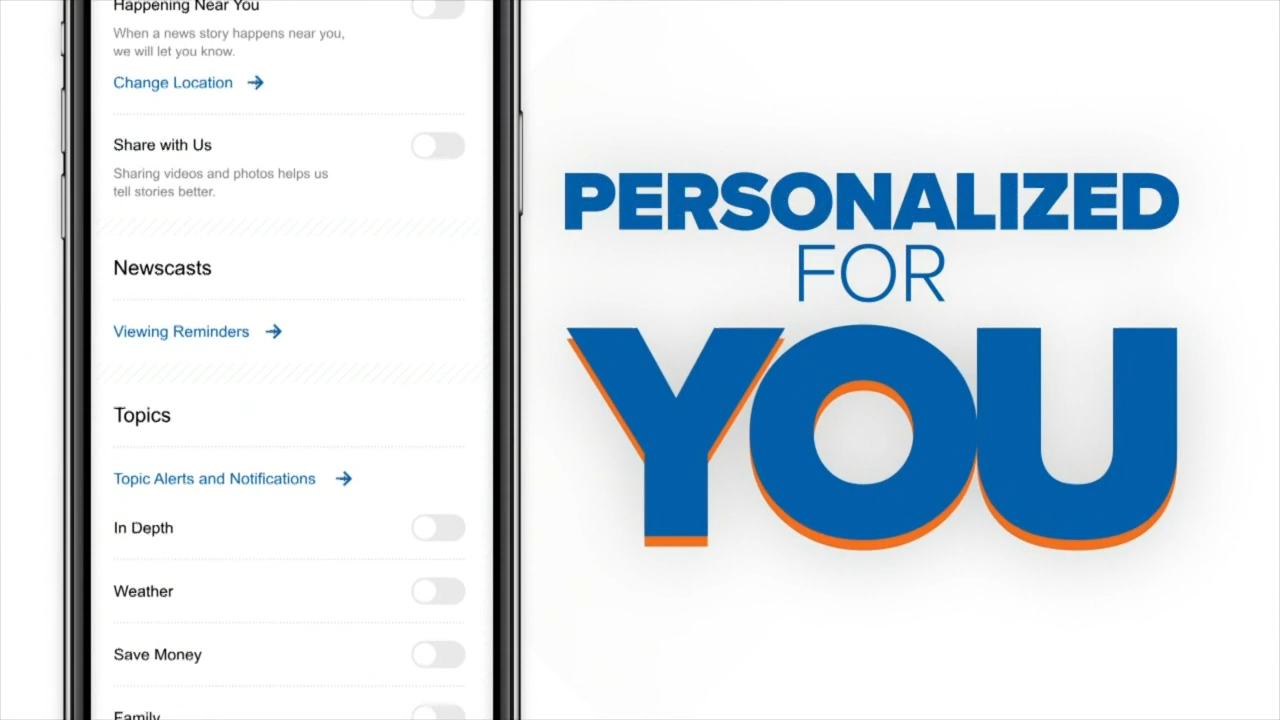 Happening Near You
When a news story happens near you,
we will let you know.
Change Location
Share with Us
Sharing videos and photos helps us
tell stories better.
Newscasts
Viewing Reminders
Topics
Topic Alerts and Notifications
In Depth
Weather
Save Money
Family
PERSONALIZED
FOR
YOU